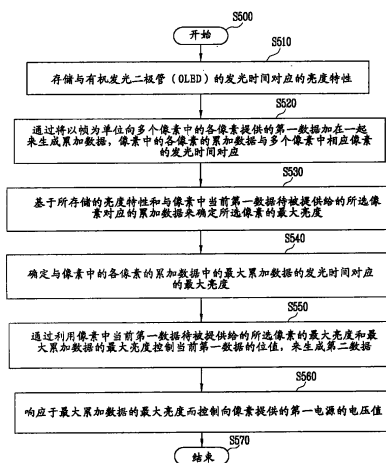 S500
开始
S510
存储与有机发光二极管（OLED）的发光时间对应的亮度特性
S520
通过将以帧为单位向多个像素中的各像素提供的第一数据加在一起
来生成累加数据，像素中的各像素的累加数据与多个像素中相应像素
的发光时间对应
S530
基于所存储的亮度特性和与像素中当前第一数据待被提供给的所选像
素对应的累加数据来确定所选像素的最大亮度
S540
确定与像素中的各像素的累加数据中的最大累加数据的发光时间对应
的最大亮度
S550
通过利用像素中当前第一数据待被提供给的所选像素的最大亮度和最
大累加数据的最大亮度控制当前第一数据的位值，来生成第二数据
S560
响应于最大累加数据的最大亮度而控制向像素提供的第一电源的电压值
S570
结束